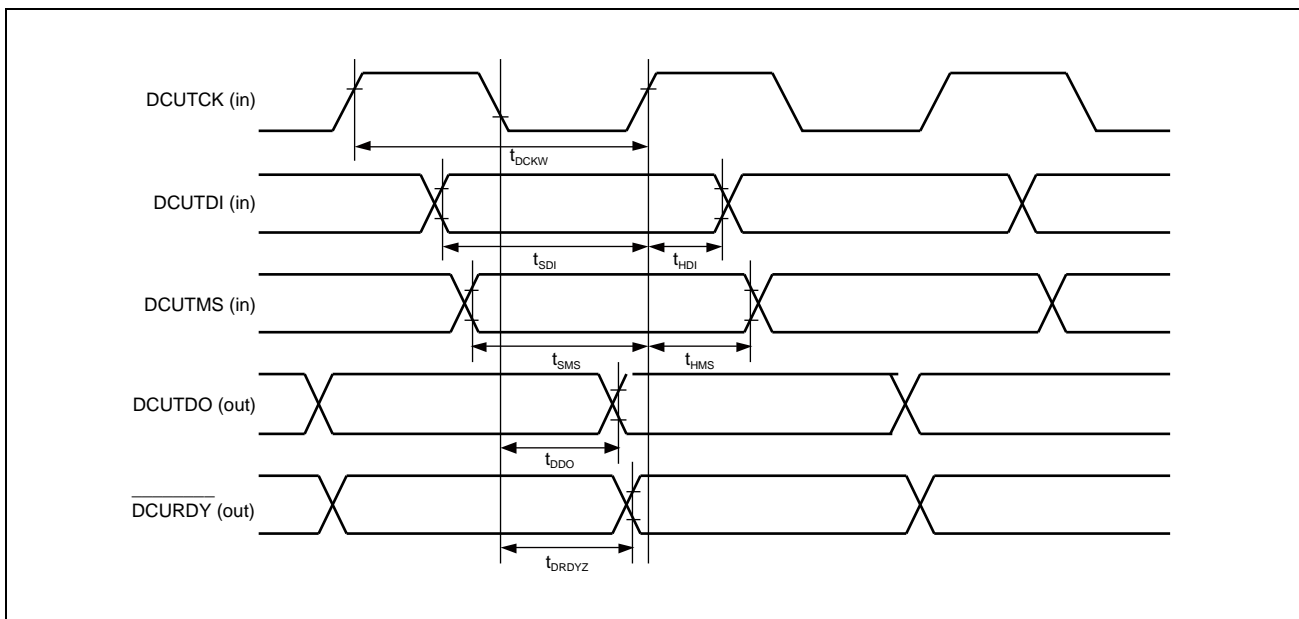 DCUTCK (in)
tDCKW
DCUTDI (in)
tSDI
tHDI
DCUTMS (in)
tSMS
tHMS
DCUTDO (out)
tDDO
DCURDY (out)
tDRDYZ